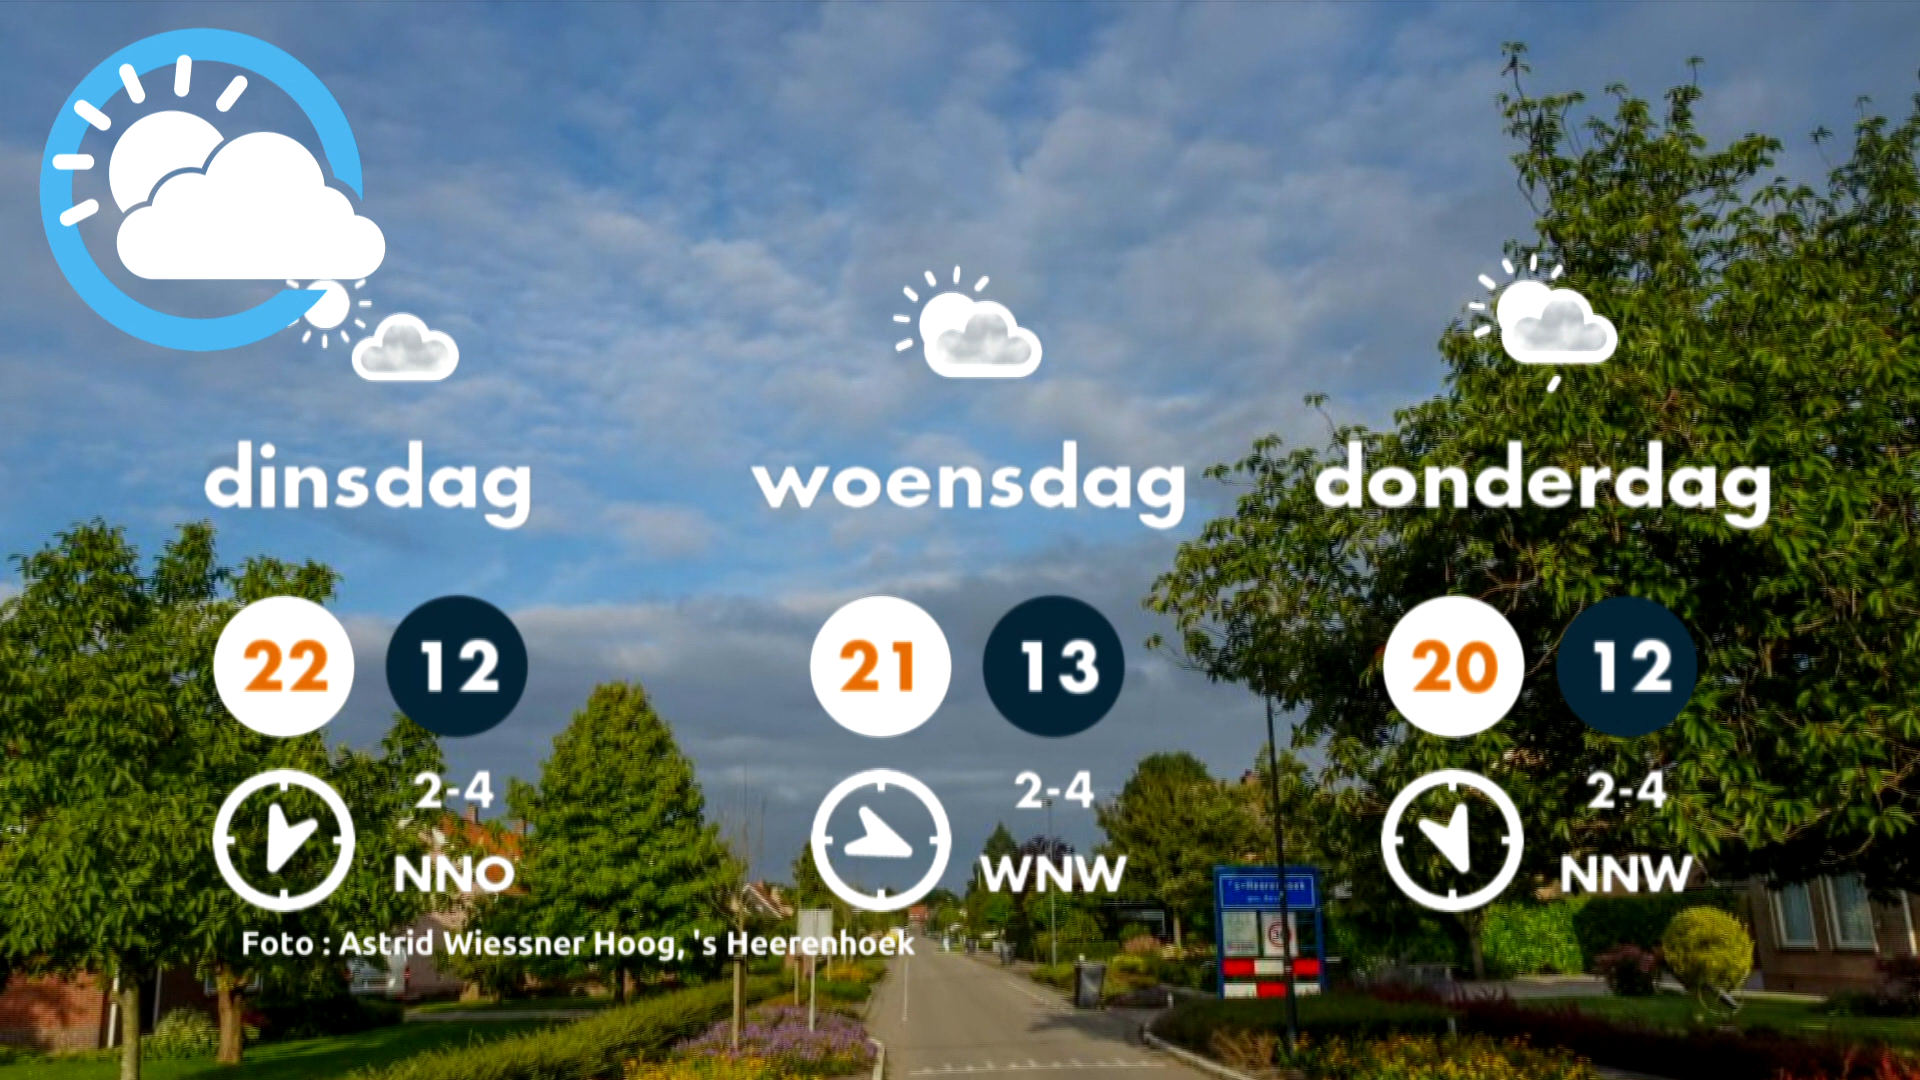 dinsdag woensdag donderdag
22 12 21 13 20 12
2-4 2-4 2-4
NNO WNW NNW
's-Heerenhoek
Foto : Astrid Wiessner Hoog, 's Heerenhoek